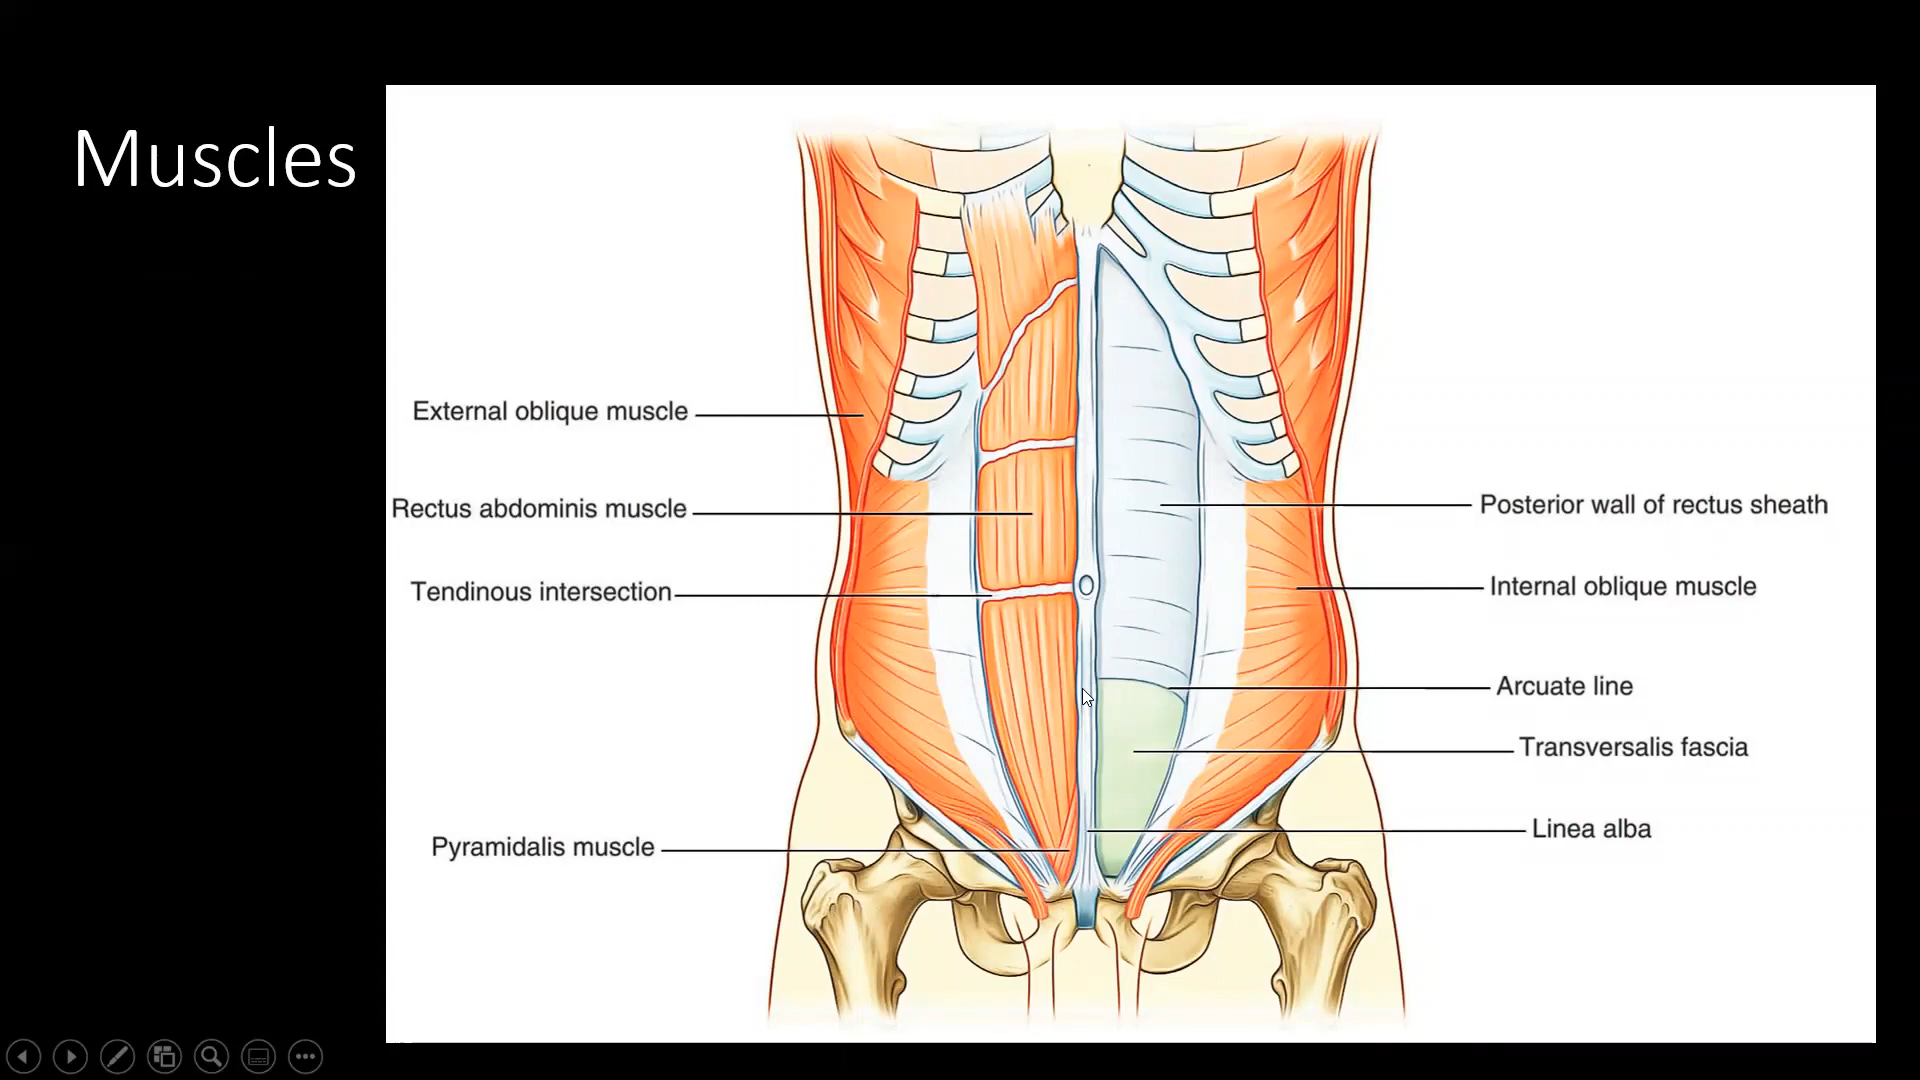 Muscles
External oblique muscle
Rectus abdominis muscle
Tendinous intersection
Pyramidalis muscle
Posterior wall of rectus sheath
Internal oblique muscle
Arcuate line
Transversalis fascia
Linea alba